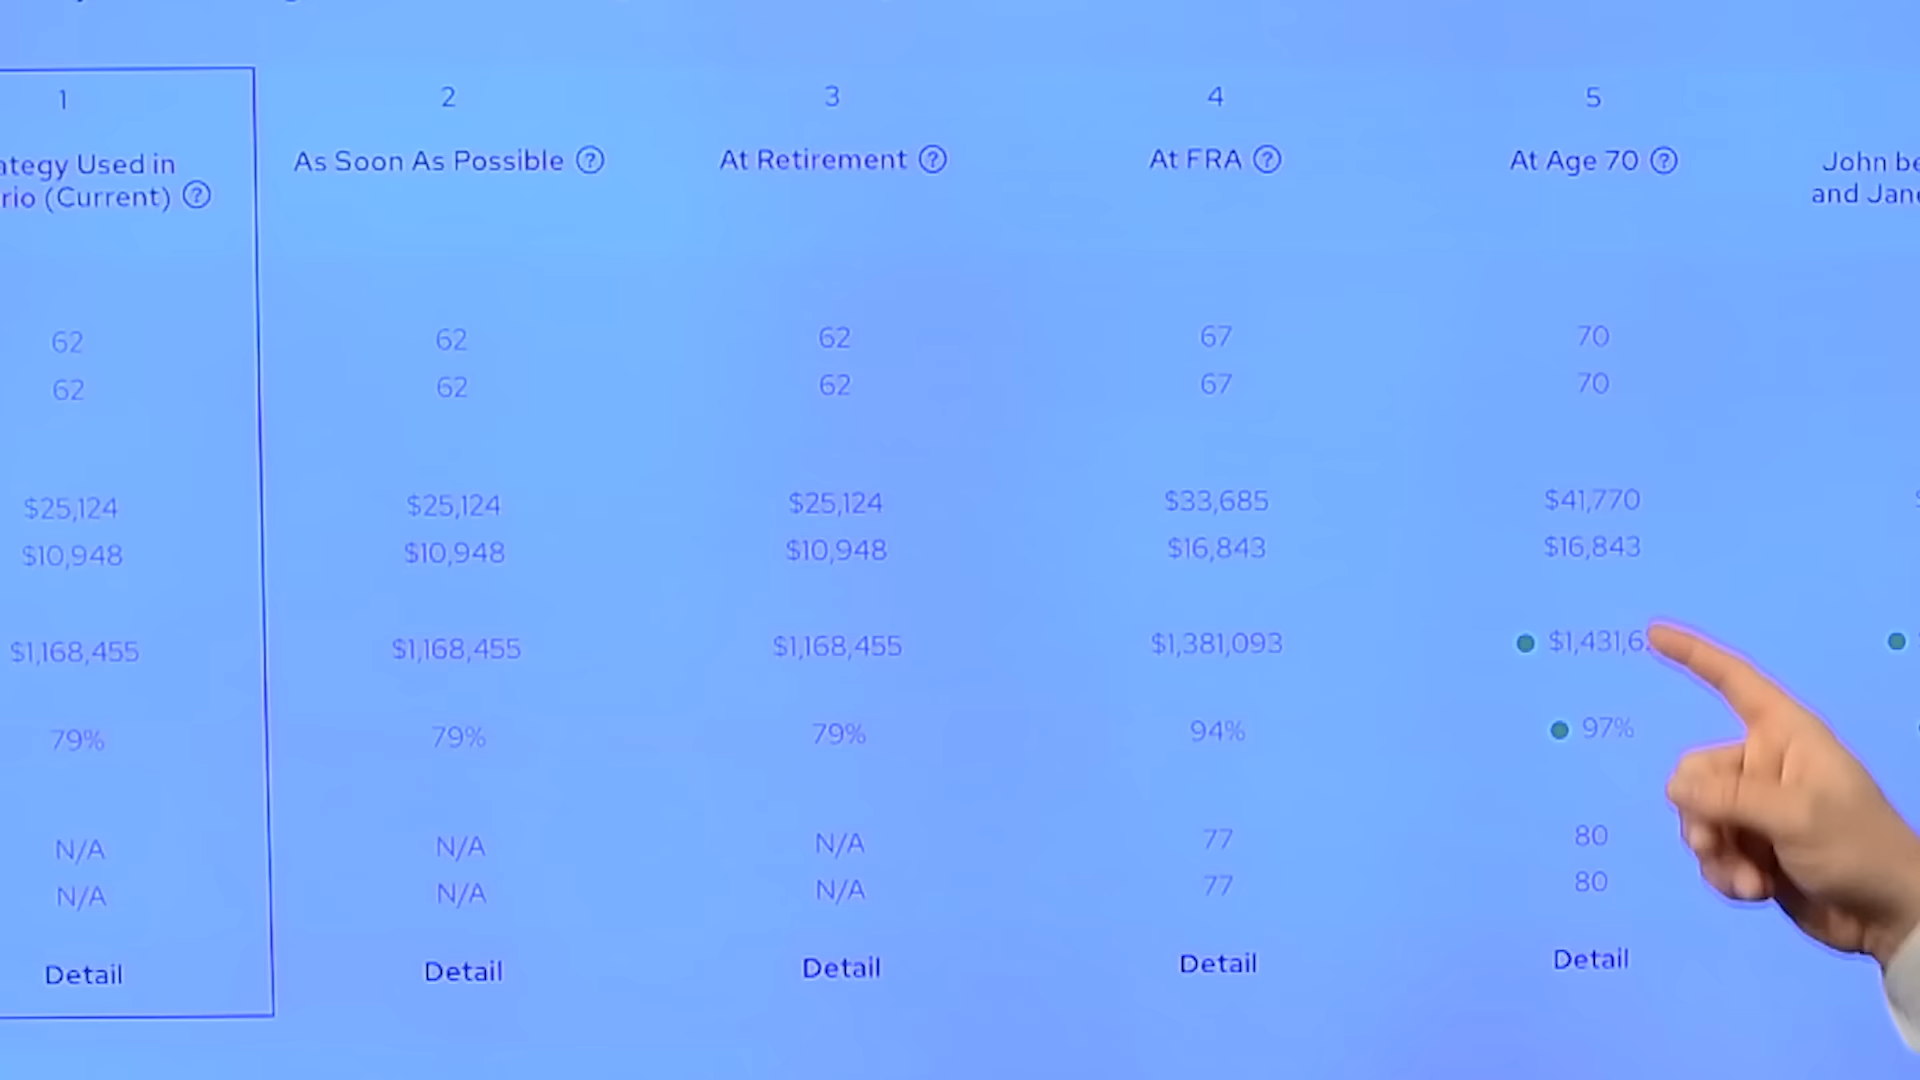 1 2 3 4 5
ategy Used in As Soon As Possible ? At Retirement ? At FRA ? At Age 70 ? John be
rio (Current) ? and Jan
62 62 62 67 70
62 62 62 67 70
$25,124 $25,124 $25,124 $33,685 $41,770
$10,948 $10,948 $10,948 $16,843 $16,843
$1,168,455 $1,168,455 $1,168,455 $1,381,093 $1,431,6
79% 79% 79% 94% 97%
N/A N/A N/A 77 80
N/A N/A N/A 77 80
Detail Detail Detail Detail Detail